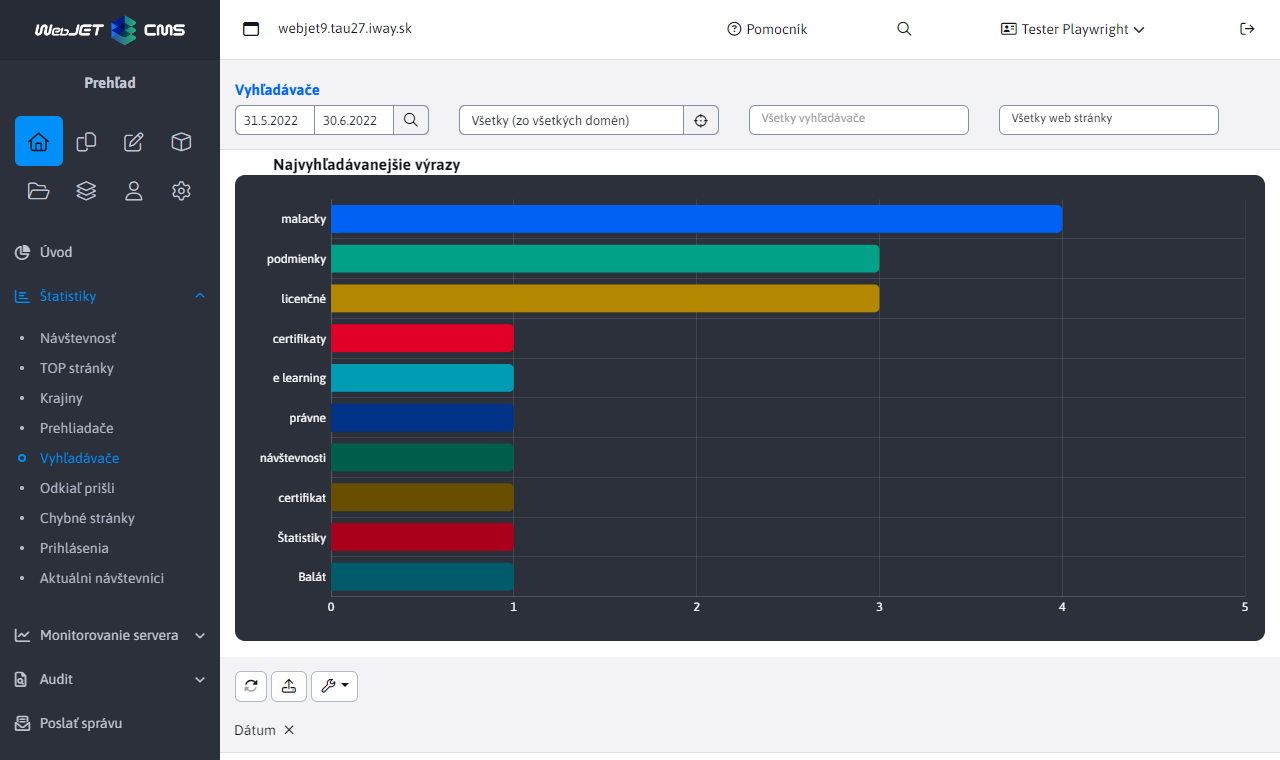 WebJET CMS
webjet9.tau27.iway.sk
Pomocník
Tester Playwright
Prehľad
Úvod
Štatistiky
Návštevnosť
TOP stránky
Krajiny
Prehliadače
Vyhľadávače
Odkiaľ prišli
Chybné stránky
Prihlásenia
Aktuálni návštevníci
Monitorovanie servera
Audit
Poslať správu
Vyhľadávače
31.5.2022 30.6.2022 Všetky (zo všetkých domén) Všetky vyhľadávače Všetky web stránky
Najvyhľadávanejšie výrazy
malacky
podmienky
licenčné
certifikaty
e learning
právne
návštevnosti
certifikat
Štatistiky
Balát
0 1 2 3 4 5
Dátum